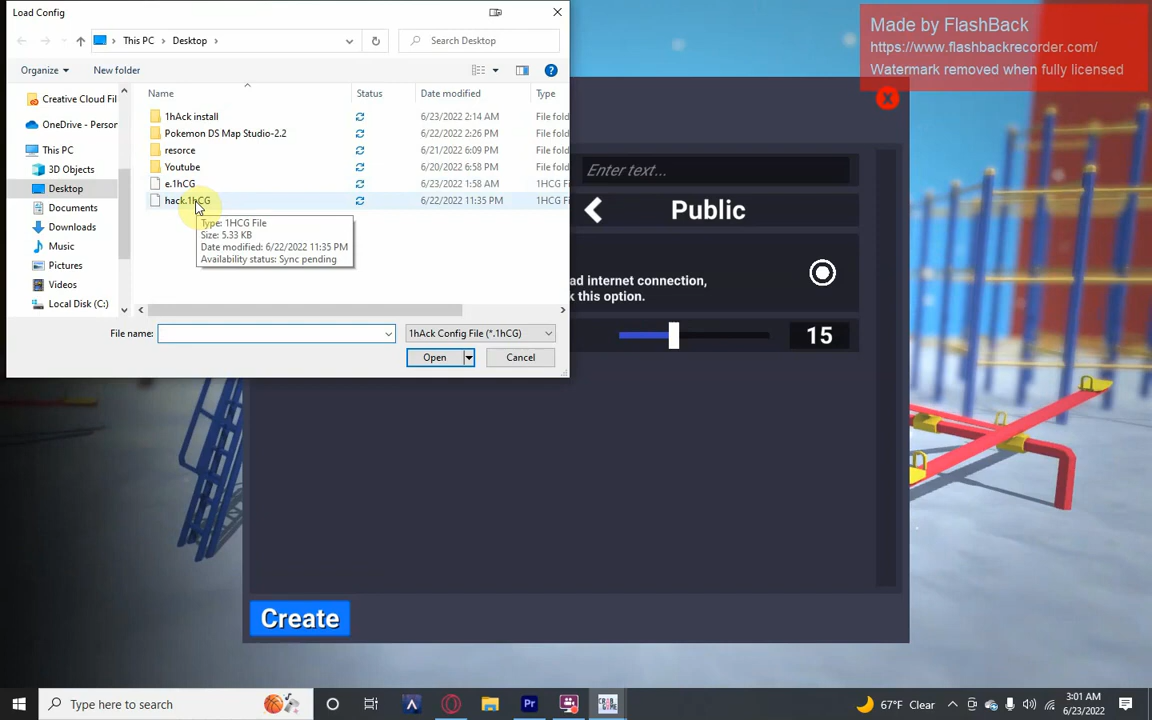 Load Config
This PC
Desktop
Search Desktop
Organize
New folder
Name
Status
Date modified
Type
Creative Cloud Fil
OneDrive - Person
This PC
3D Objects
Desktop
Documents
Downloads
Music
Pictures
Videos
Local Disk (C:)
1hAck install
6/23/2022 2:14 AM
File fold
Pokemon DS Map Studio-2.2
6/22/2022 2:26 PM
File fold
resorce
6/21/2022 6:09 PM
File fold
Youtube
6/20/2022 6:58 PM
File fold
e.1hCG
6/23/2022 1:58 AM
1HCG Fi
hack.1hCG
6/22/2022 11:35 PM
1HCG Fi
Type: 1HCG File
Size: 5.33 KB
Date modified: 6/22/2022 11:35 PM
Availability status: Sync pending
File name:
1hAck Config File (*.1hCG)
Open
Cancel
Made by FlashBack
https://www.flashbackrecorder.com/
Watermark removed when fully licensed
X
Enter text...
Public
ad internet connection,
k this option.
15
Create
Type here to search
Pr
CRAB GAME
67°F Clear
3:01 AM
6/23/2022